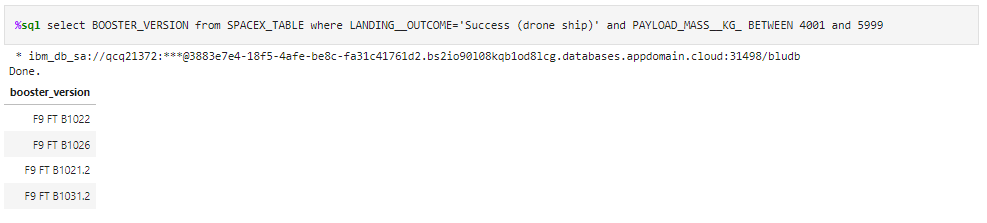 %sql select BOOSTER_VERSION from SPACEX_TABLE where LANDING__OUTCOME='Success (drone ship)' and PAYLOAD_MASS__KG_ BETWEEN 4001 and 5999
* ibm_db_sa://qcq21372:***@3883e7e4-18f5-4afe-be8c-fa31c41761d2.bs2io90l08kqb1od8lcg.databases.appdomain.cloud:31498/bludb
Done.
booster_version
F9 FT B1022
F9 FT B1026
F9 FT B1021.2
F9 FT B1031.2